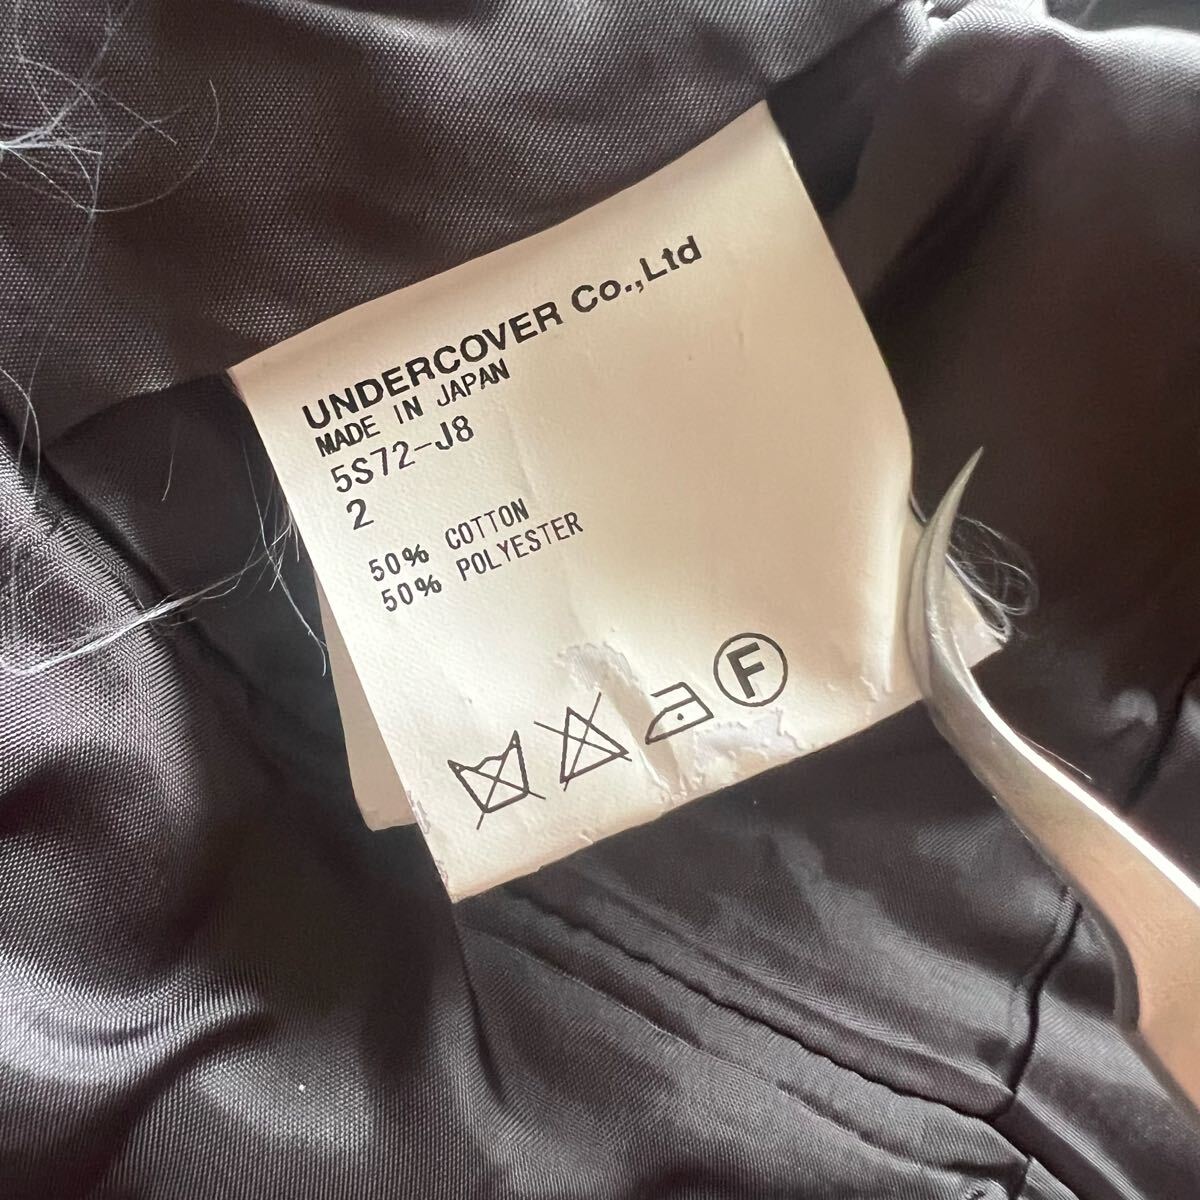 UNDERCOVER Co.,Ltd
MADE IN JAPAN
5S72-J8
2
50% COTTON
50% POLYESTER
F